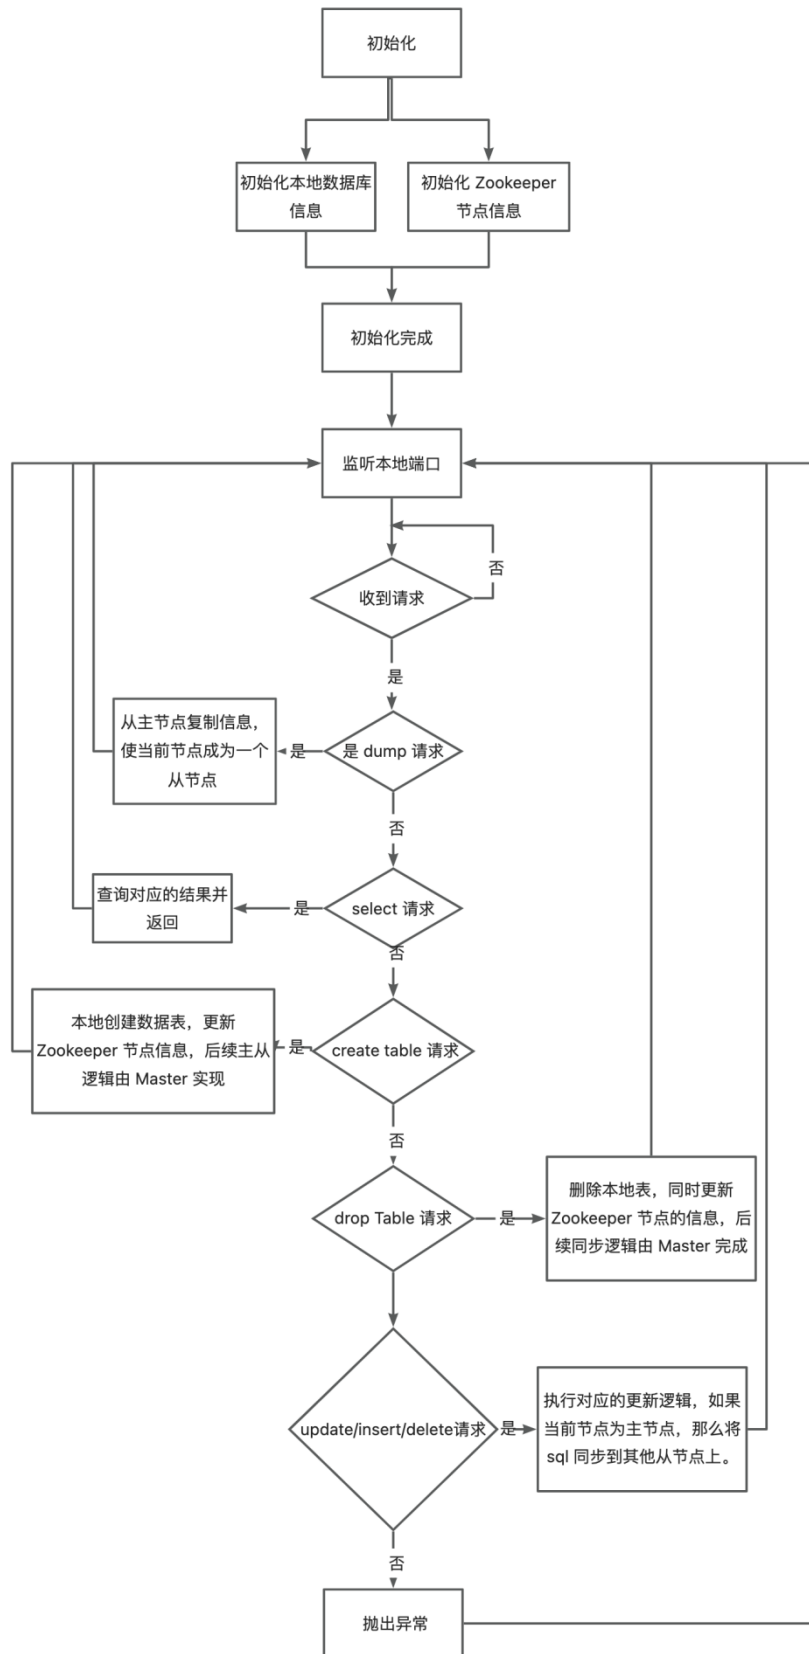 初始化
初始化本地数据库
信息
初始化 Zookeeper
节点信息
初始化完成
监听本地端口
否
收到请求
是
从主节点复制信息，
使当前节点成为一个
从节点
是
是 dump 请求
否
查询对应的结果并
返回
是
select 请求
否
本地创建数据表，更新
Zookeeper 节点信息，后续主从
逻辑由 Master 实现
是
create table 请求
否
drop Table 请求
是
删除本地表，同时更新
Zookeeper 节点的信息，后
续同步逻辑由 Master 完成
update/insert/delete请求
是
执行对应的更新逻辑，如果
当前节点为主节点，那么将
sql 同步到其他从节点上。
否
抛出异常